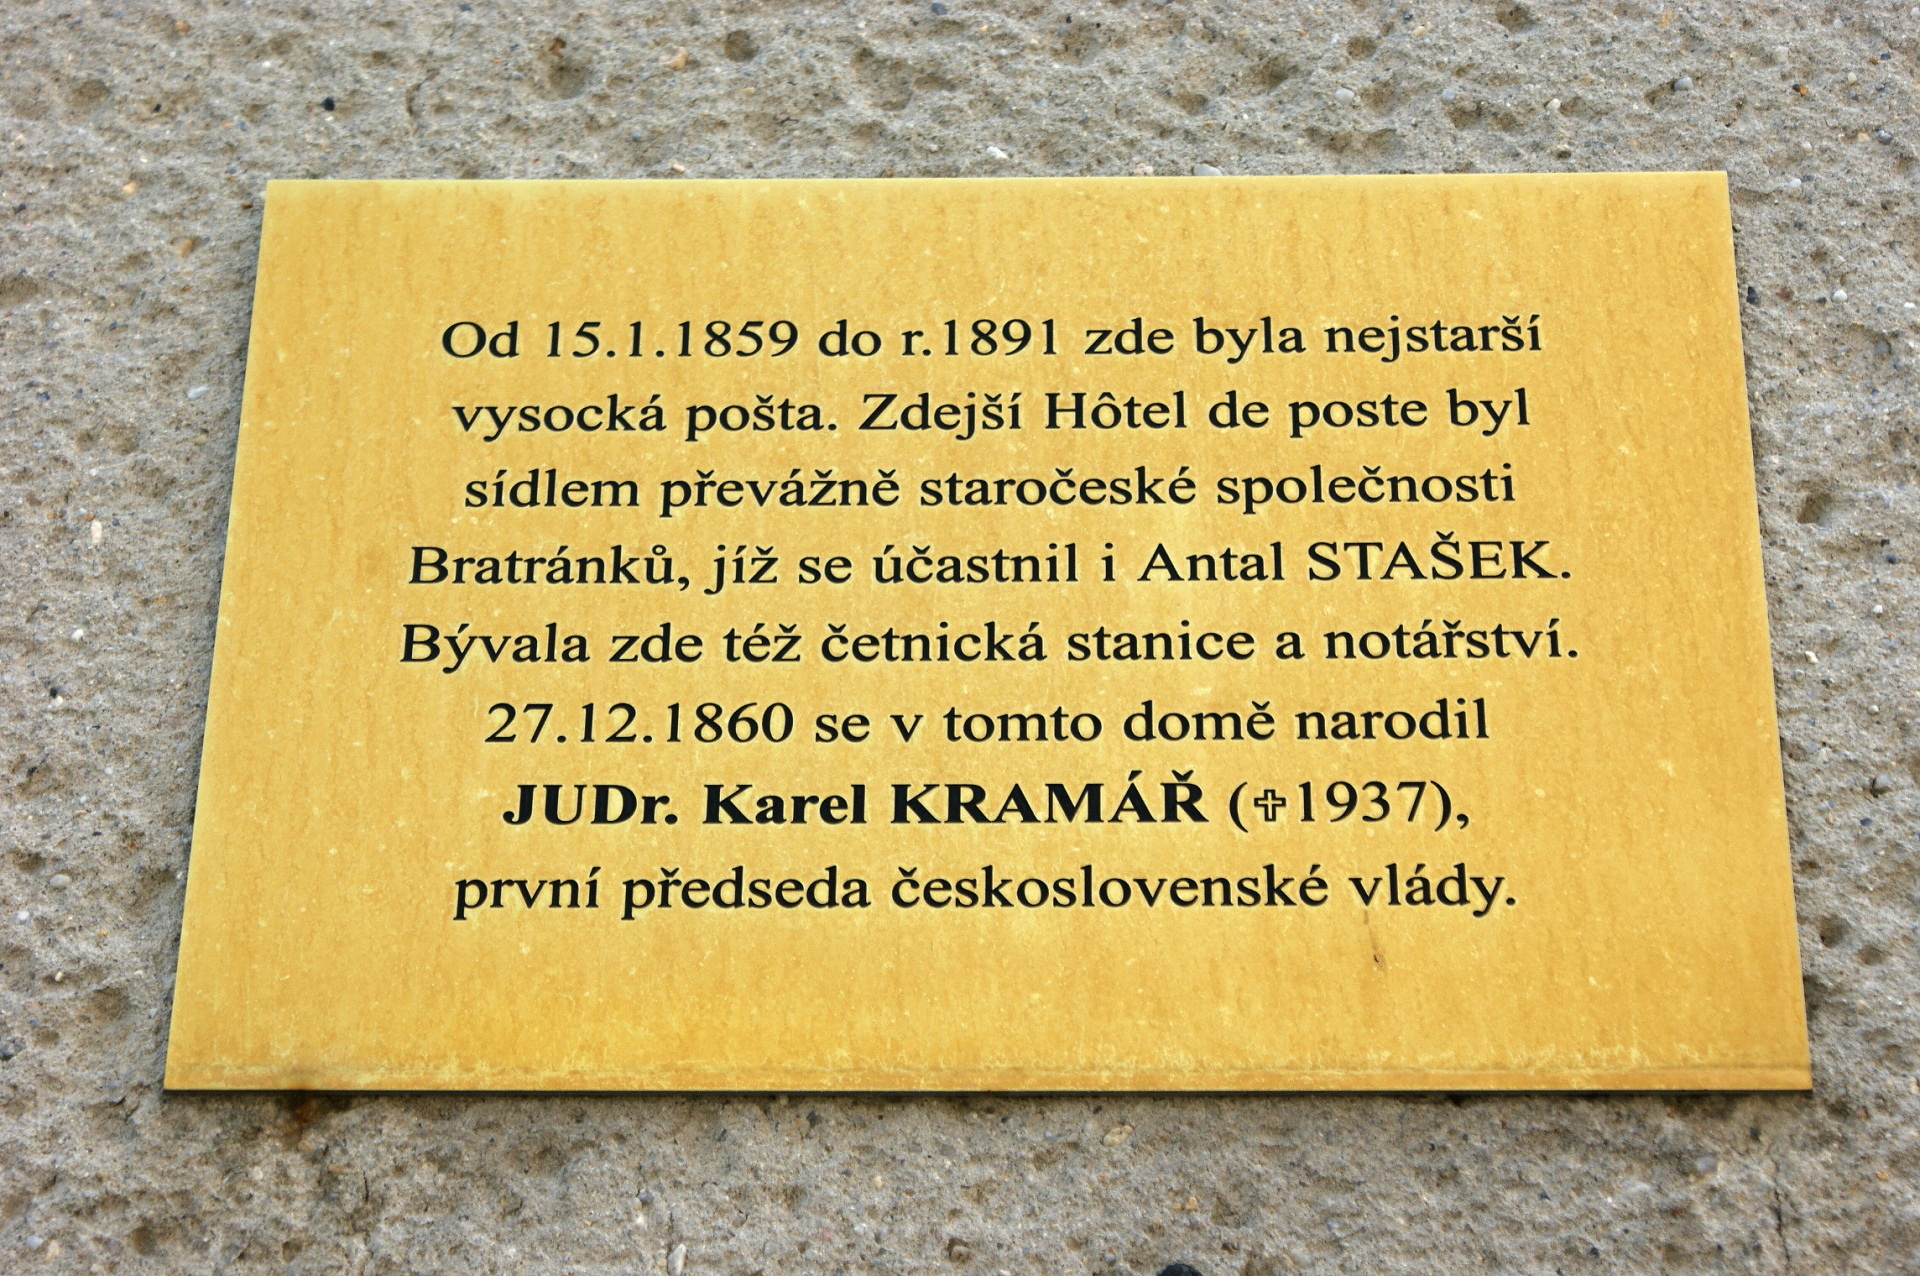 Od 15.1.1859 do r.1891 zde byla nejstarší
vysocká pošta. Zdejší Hôtel de poste byl
sídlem převážně staročeské společnosti
Bratránků, jíž se účastnil i Antal STAŠEK.
Bývala zde též četnická stanice a notářství.
27.12.1860 se v tomto domě narodil
JUDr. Karel KRAMÁŘ (✞1937),
první předseda československé vlády.